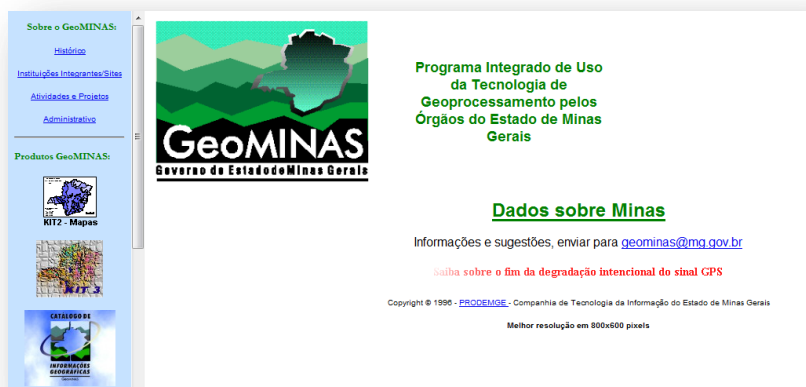 Sobre o GeoMINAS:
Histórico
Instituições Integrantes/Sites
Atividades e Projetos
Administrativo
Produtos GeoMINAS:
KIT2 - Mapas
KIT 3
CATÁLOGO DE
INFORMAÇÕES
GEOGRÁFICAS
GeoMINAS
Governo do Estado de Minas Gerais
Programa Integrado de Uso
da Tecnologia de
Geoprocessamento pelos
Órgãos do Estado de Minas
Gerais
Dados sobre Minas
Informações e sugestões, enviar para geominas@mg.gov.br
Saiba sobre o fim da degradação intencional do sinal GPS
Copyright © 1996 - PRODEMGE - Companhia de Tecnologia da Informação do Estado de Minas Gerais
Melhor resolução em 800x600 pixels